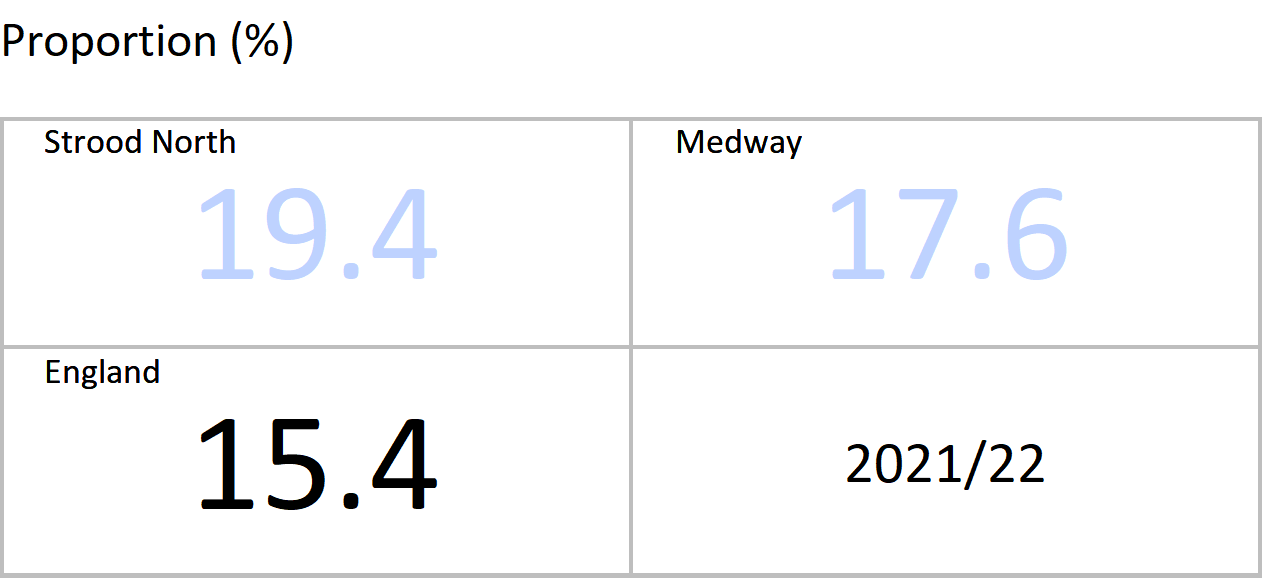 Proportion (%)
Strood North
19.4
Medway
17.6
England
15.4
2021/22